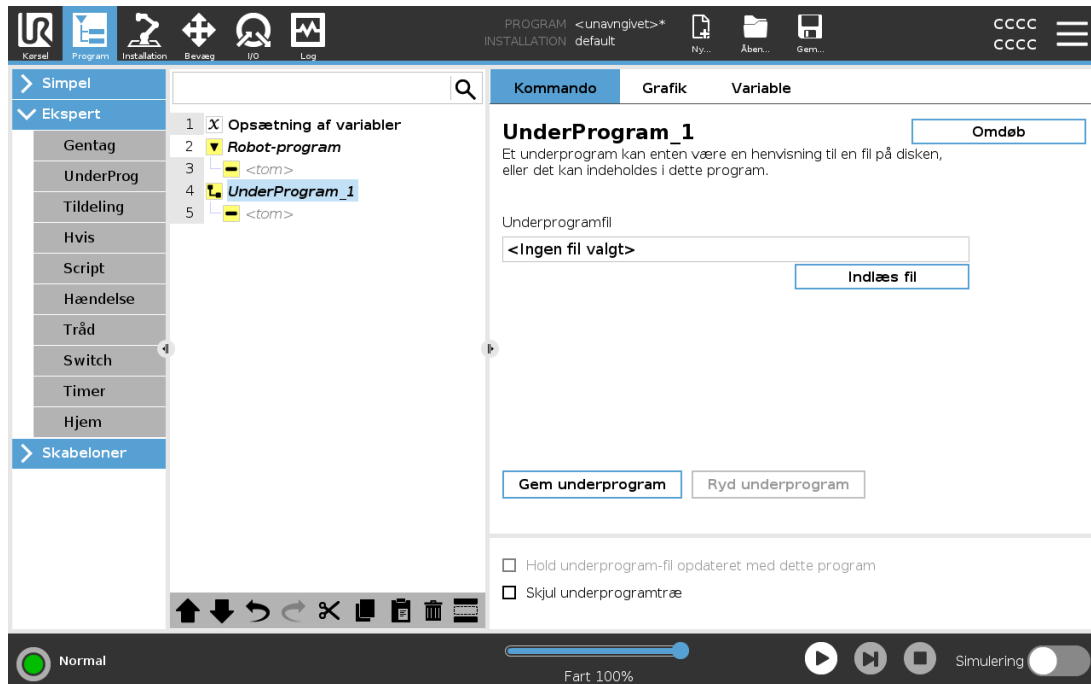 PROGRAM <unavngivet>*
INSTALLATION default
CCCC
CCCC
UR
Kørsel
Program
Installation
Bevæg
I/O
Log
Ny...
Åben...
Gem...
Simpel
Ekspert
Gentag
UnderProg
Tildeling
Hvis
Script
Hændelse
Tråd
Switch
Timer
Hjem
Skabeloner
1 X Opsætning af variabler
2 Robot-program
3 <tom>
4 UnderProgram_1
5 <tom>
Kommando Grafik Variable
UnderProgram_1
Omdøb
Et underprogram kan enten være en henvisning til en fil på disken,
eller det kan indeholdes i dette program.
Underprogramfil
<Ingen fil valgt>
Indlæs fil
Gem underprogram
Ryd underprogram
Hold underprogram-fil opdateret med dette program
Skjul underprogramtræ
Normal
Fart 100%
Simulering